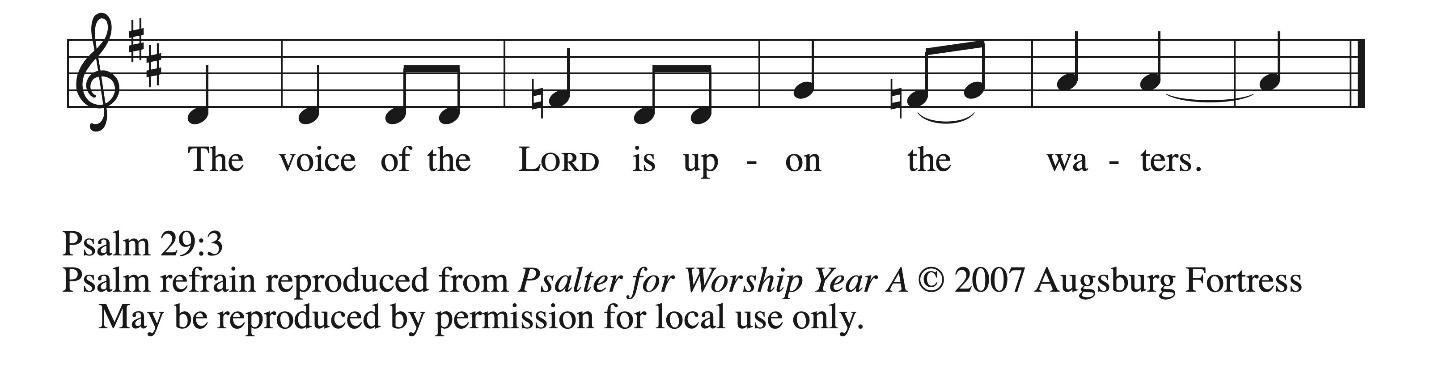 The voice of the LORD is up - on the wa - ters.
Psalm 29:3
Psalm refrain reproduced from Psalter for Worship Year A © 2007 Augsburg Fortress
May be reproduced by permission for local use only.